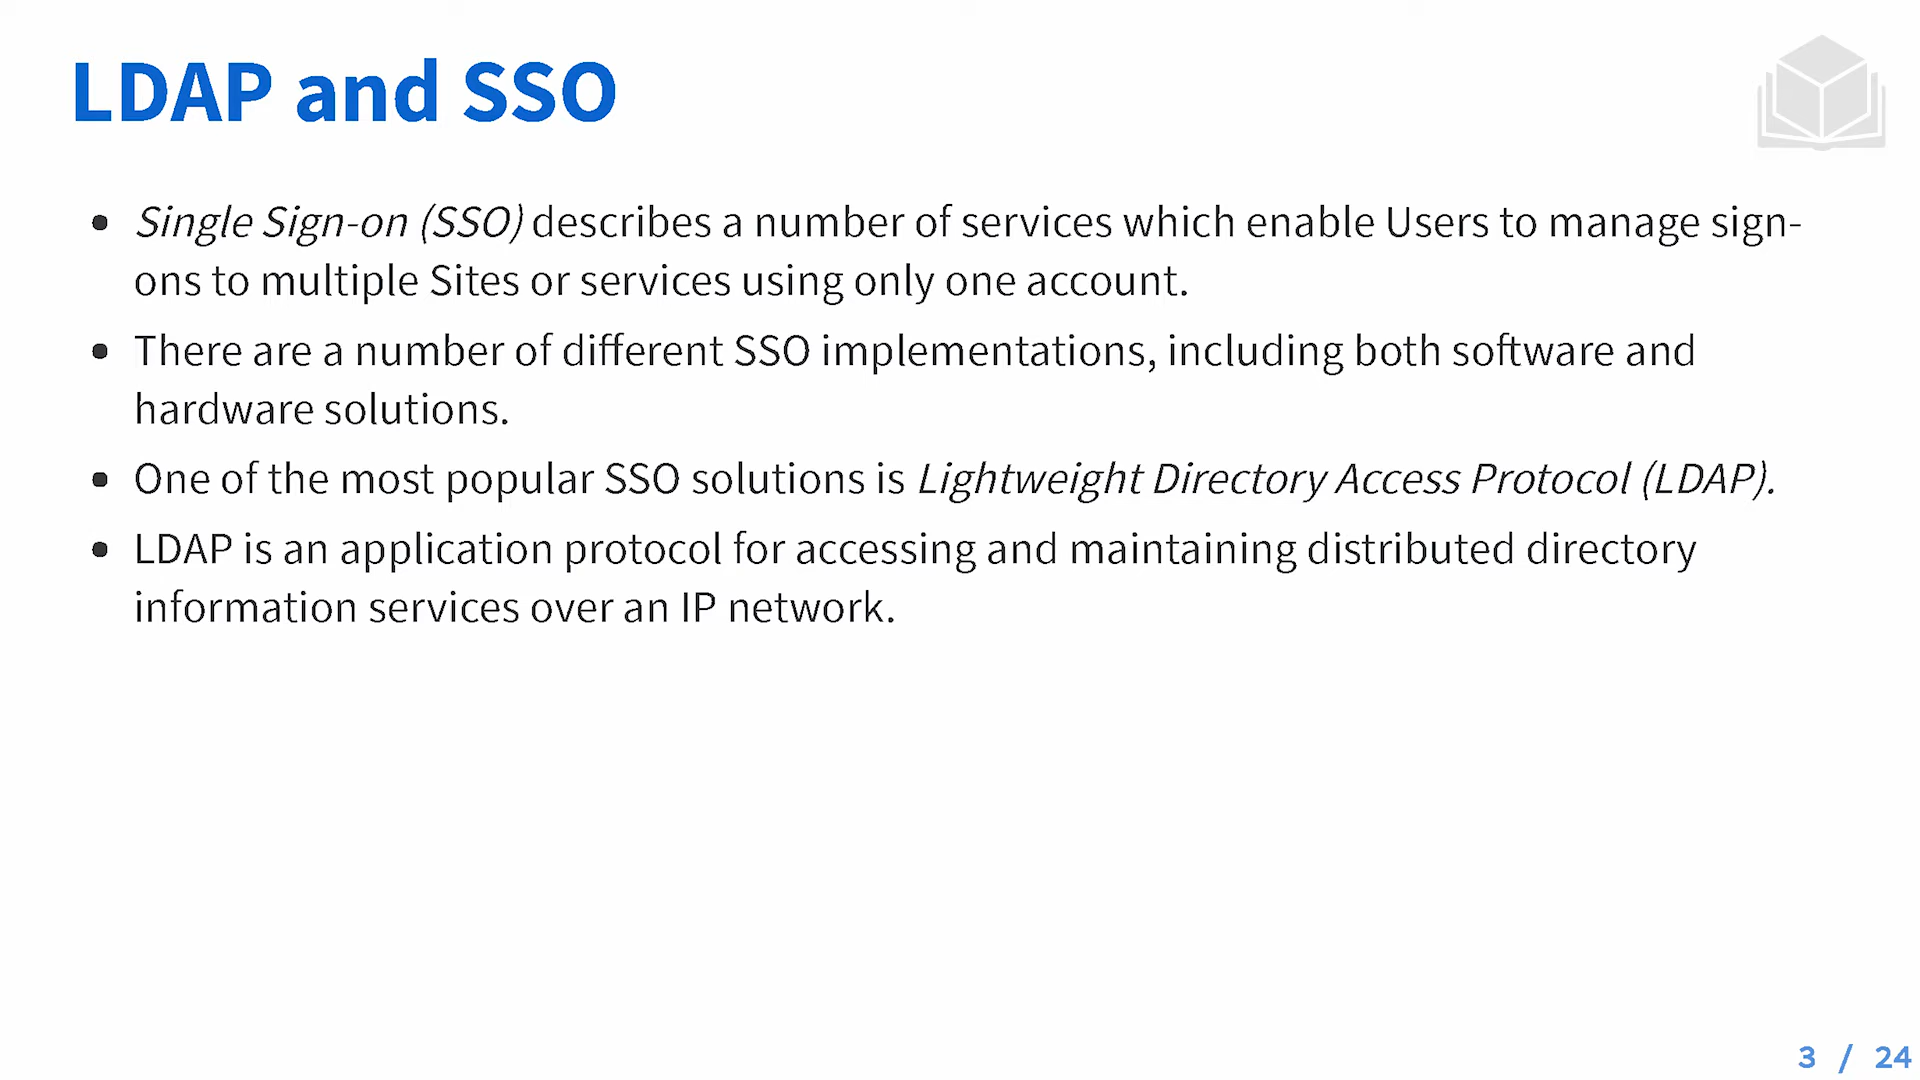 LDAP and SSO
• Single Sign-on (SSO) describes a number of services which enable Users to manage sign-
ons to multiple Sites or services using only one account.
• There are a number of different SSO implementations, including both software and
hardware solutions.
• One of the most popular SSO solutions is Lightweight Directory Access Protocol (LDAP).
• LDAP is an application protocol for accessing and maintaining distributed directory
information services over an IP network.
3 / 24